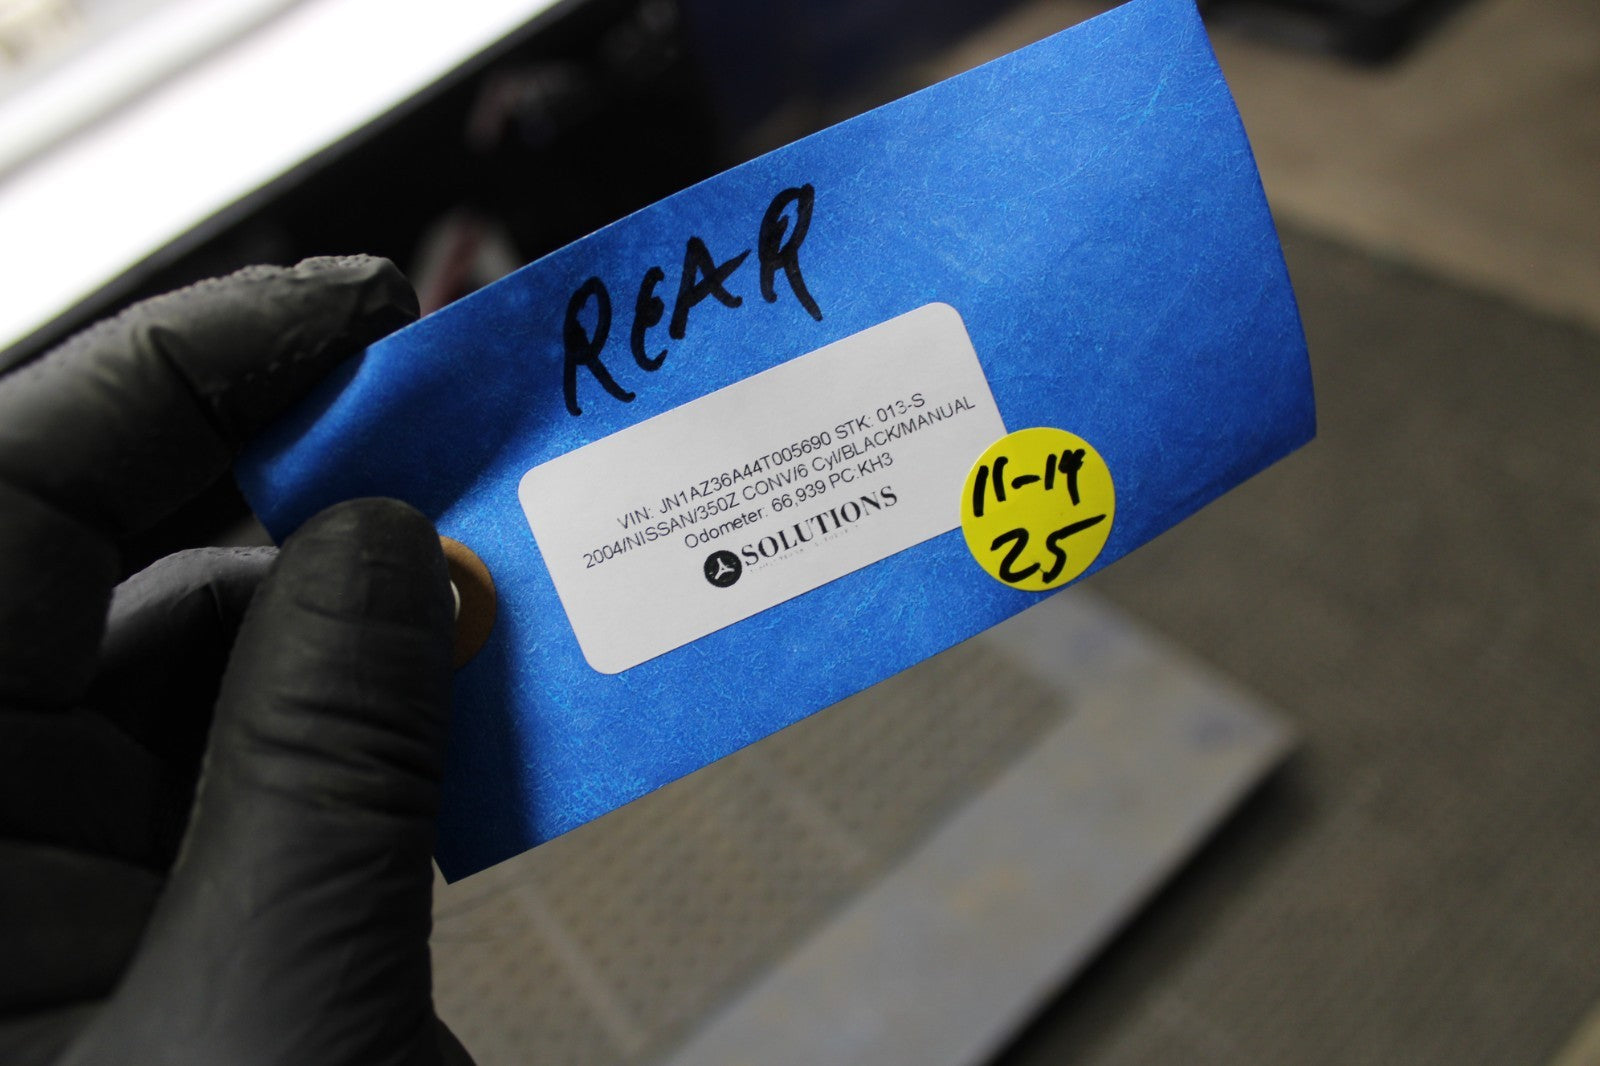 REAR
VIN: JN1AZ36A44T005690 STK: 013-S
2004/NISSAN/350Z CONV/6 Cyl/BLACK/MANUAL
Odometer: 66,939 PC:KH3
SOLUTIONS
11-14
25